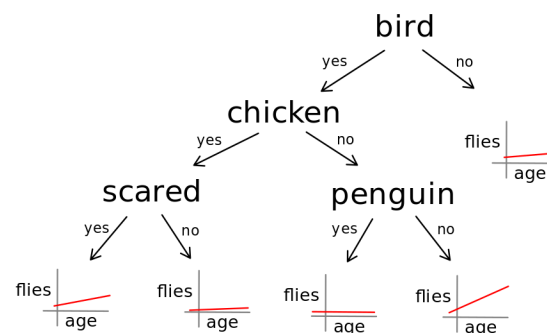 bird
yes
no
chicken
flies
age
yes
no
scared
penguin
yes
no
yes
no
flies
age
flies
age
flies
age
flies
age